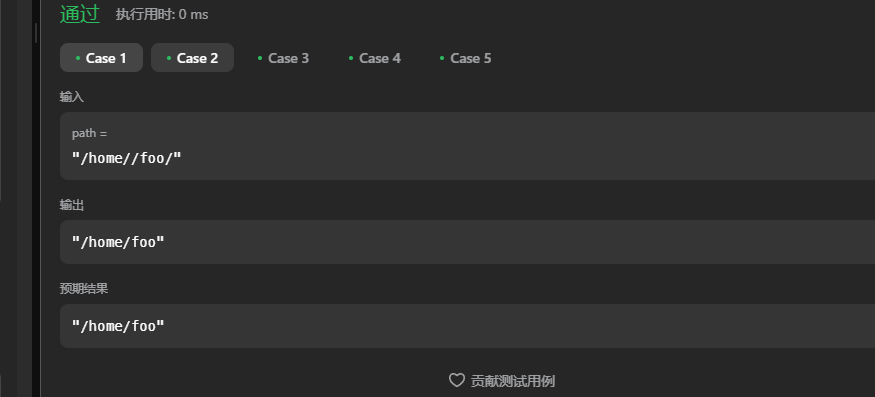 通过 执行用时: 0 ms
Case 1 Case 2 Case 3 Case 4 Case 5
输入
path =
"/home//foo/"
输出
"/home/foo"
预期结果
"/home/foo"
贡献测试用例